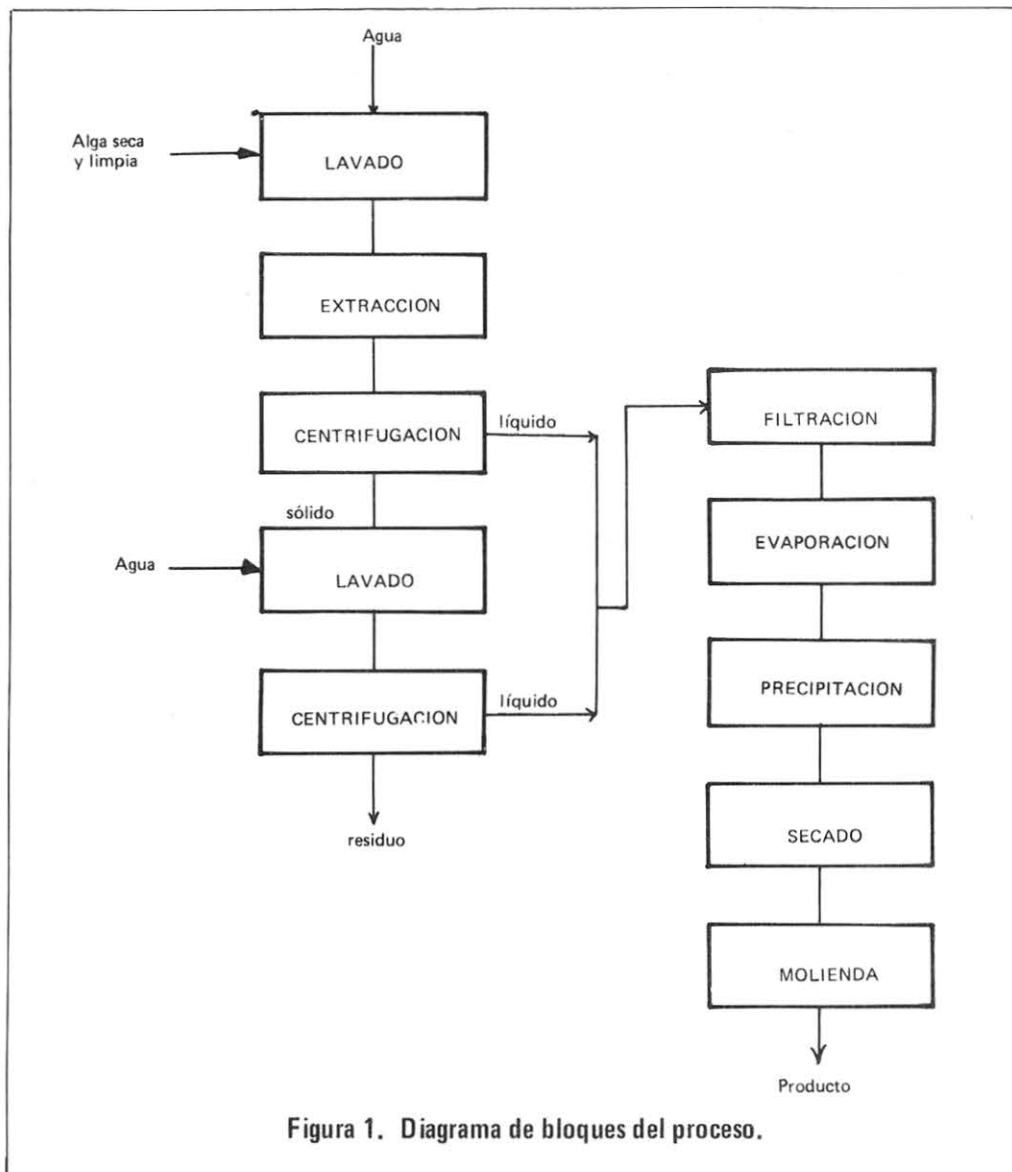 Agua
Alga seca
y limpia
LAVADO
EXTRACCION
CENTRIFUGACION
líquido
sólido
Agua
LAVADO
CENTRIFUGACION
líquido
residuo
FILTRACION
EVAPORACION
PRECIPITACION
SECADO
MOLIENDA
Producto
Figura 1. Diagrama de bloques del proceso.